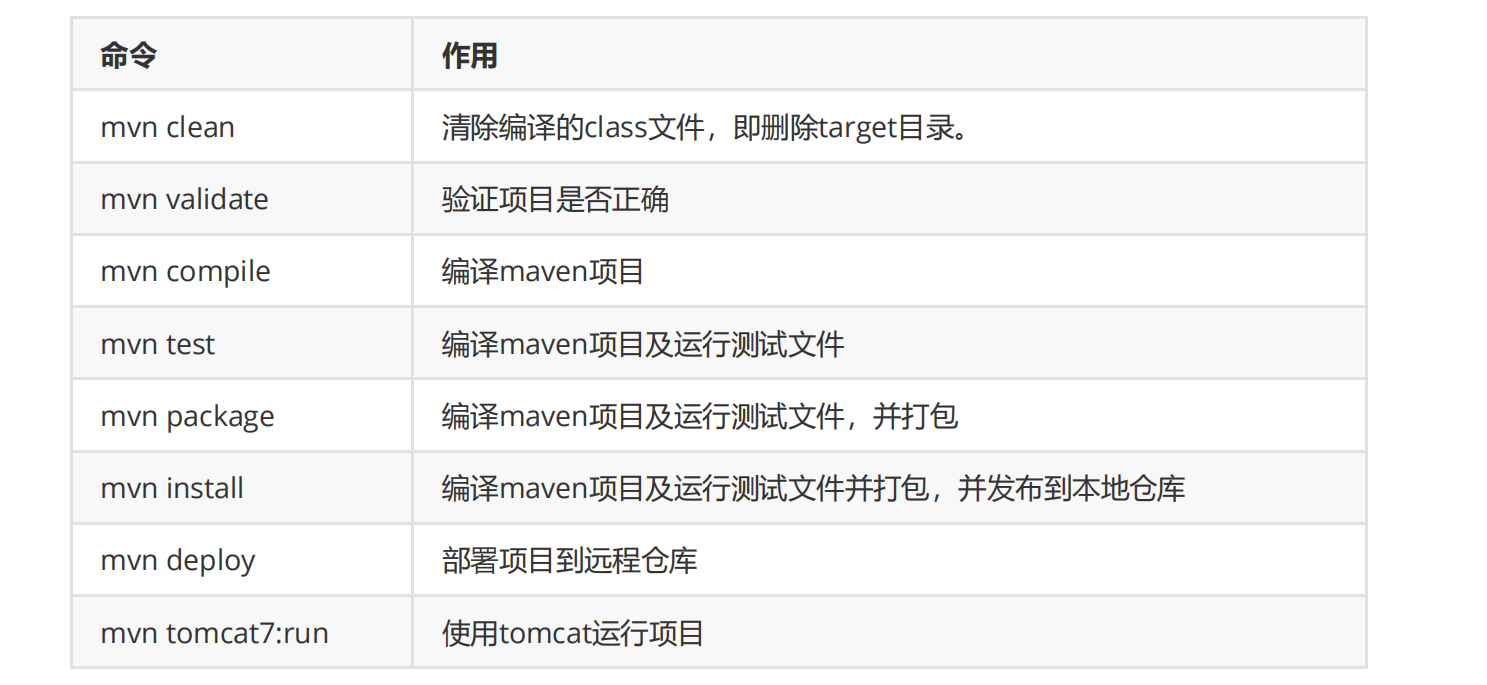 命令 作用
mvn clean 清除编译的class文件，即删除target目录。
mvn validate 验证项目是否正确
mvn compile 编译maven项目
mvn test 编译maven项目及运行测试文件
mvn package 编译maven项目及运行测试文件，并打包
mvn install 编译maven项目及运行测试文件并打包，并发布到本地仓库
mvn deploy 部署项目到远程仓库
mvn tomcat7:run 使用tomcat运行项目